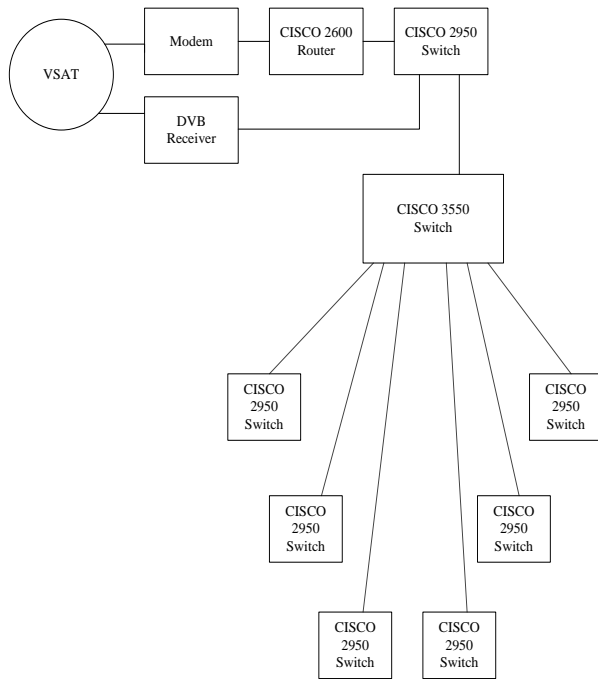 VSAT
Modem
CISCO 2600
Router
CISCO 2950
Switch
DVB
Receiver
CISCO 3550
Switch
CISCO
2950
Switch
CISCO
2950
Switch
CISCO
2950
Switch
CISCO
2950
Switch
CISCO
2950
Switch
CISCO
2950
Switch